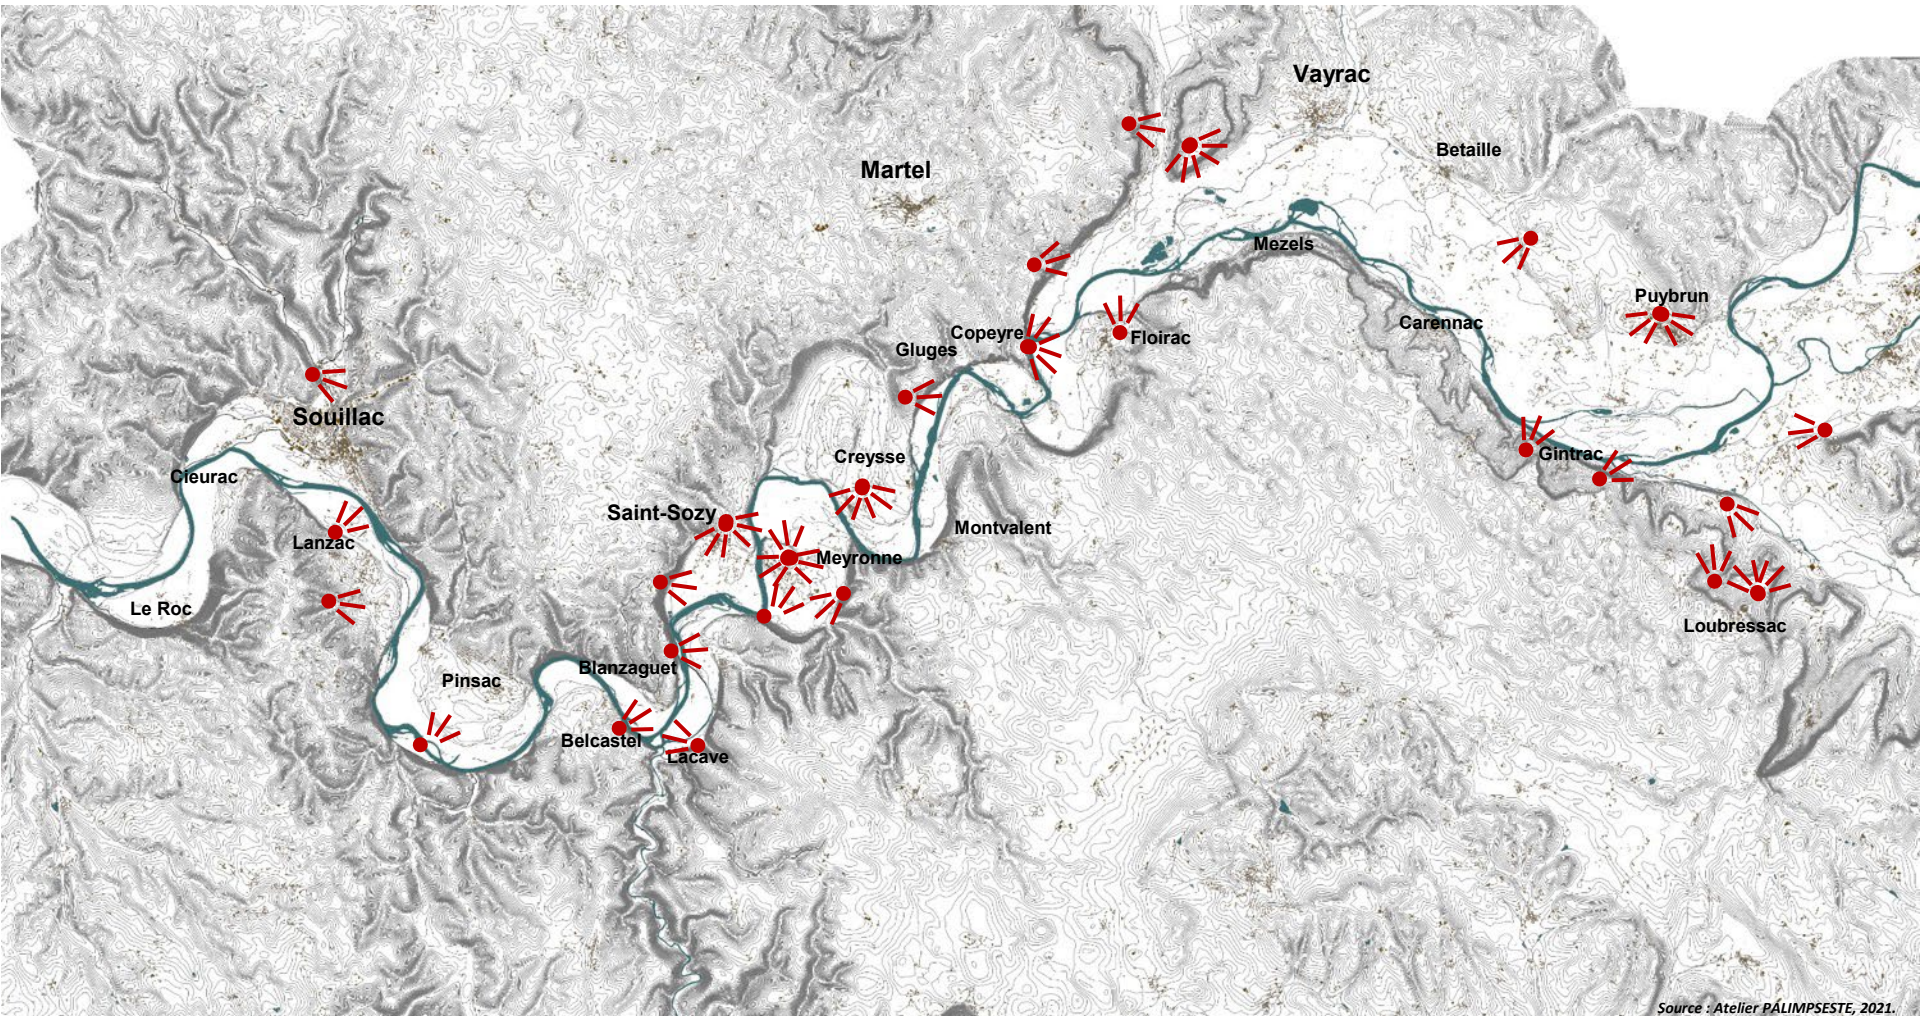 Vayrac
Betaille
Martel
Mezels
Puybrun
Copeyre
Floirac
Carennac
Gluges
Souillac
Creysse
Gintrac
Cieurac
Saint-Sozy
Montvalent
Lanzac
Meyronne
Le Roc
Loubressac
Blanzaguet
Pinsac
Belcastel
Lacave
Source : Atelier PALIMPSESTE, 2021.